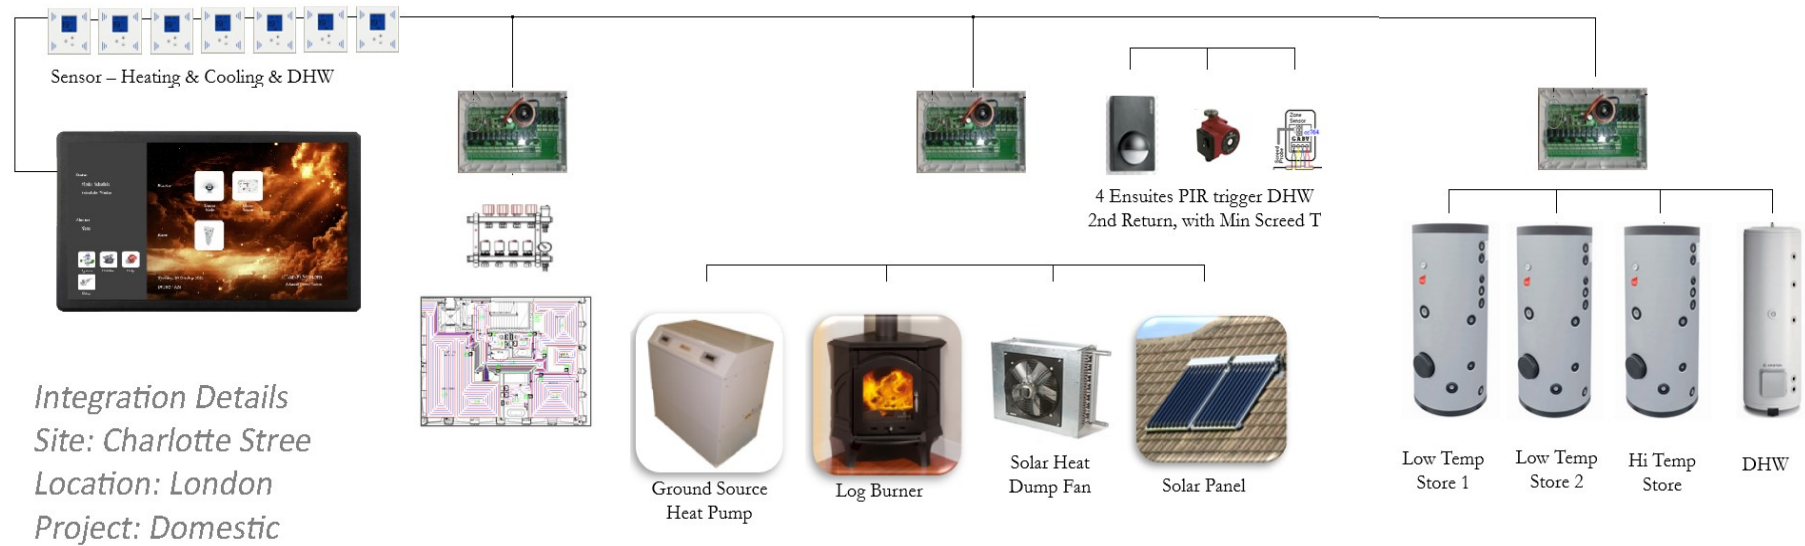 Sensor – Heating & Cooling & DHW
Zone
Sensor
4 Ensuites PIR trigger DHW
2nd Return, with Min Screed T
Integration Details
Site: Charlotte Stree
Location: London
Project: Domestic
Ground Source
Heat Pump
Log Burner
Solar Heat
Dump Fan
Solar Panel
Low Temp
Store 1
Low Temp
Store 2
Hi Temp
Store
DHW